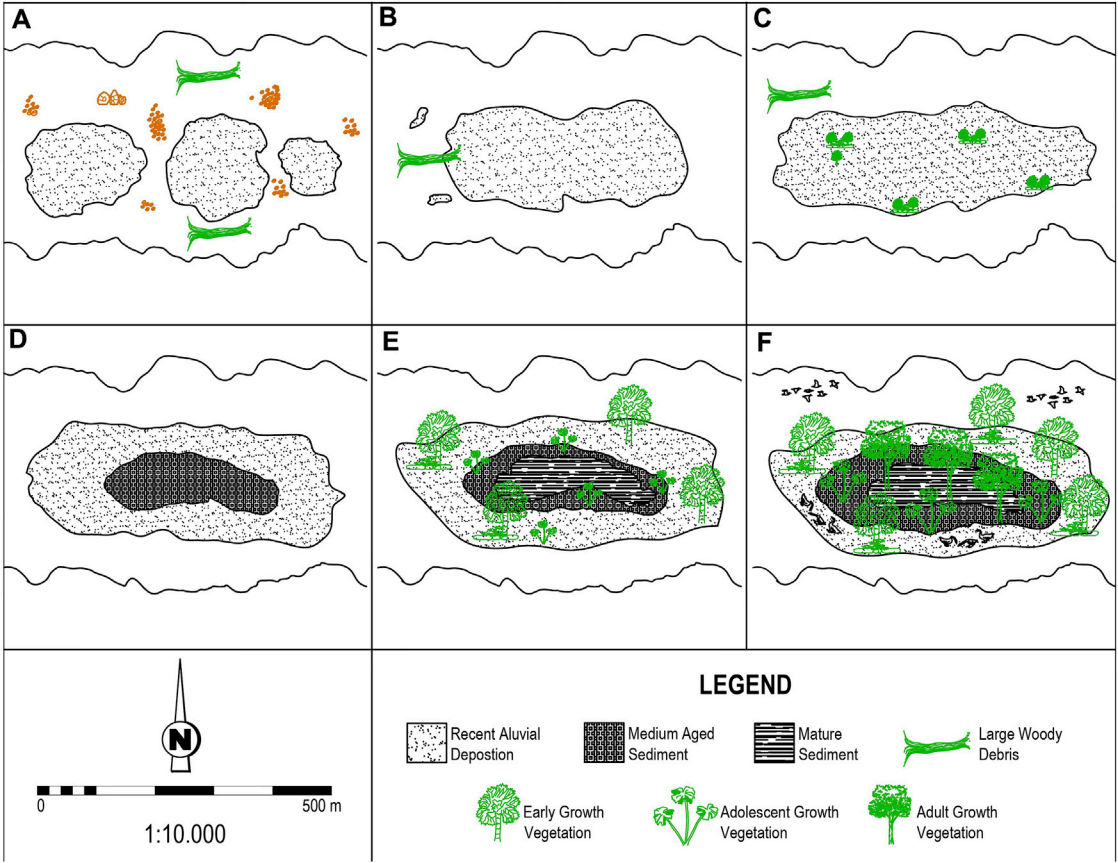 A
B
C
D
E
F
N
0
500 m
1:10.000
LEGEND
Recent Aluvial
Depostion
Medium Aged
Sediment
Mature
Sediment
Large Woody
Debris
Early Growth
Vegetation
Adolescent Growth
Vegetation
Adult Growth
Vegetation